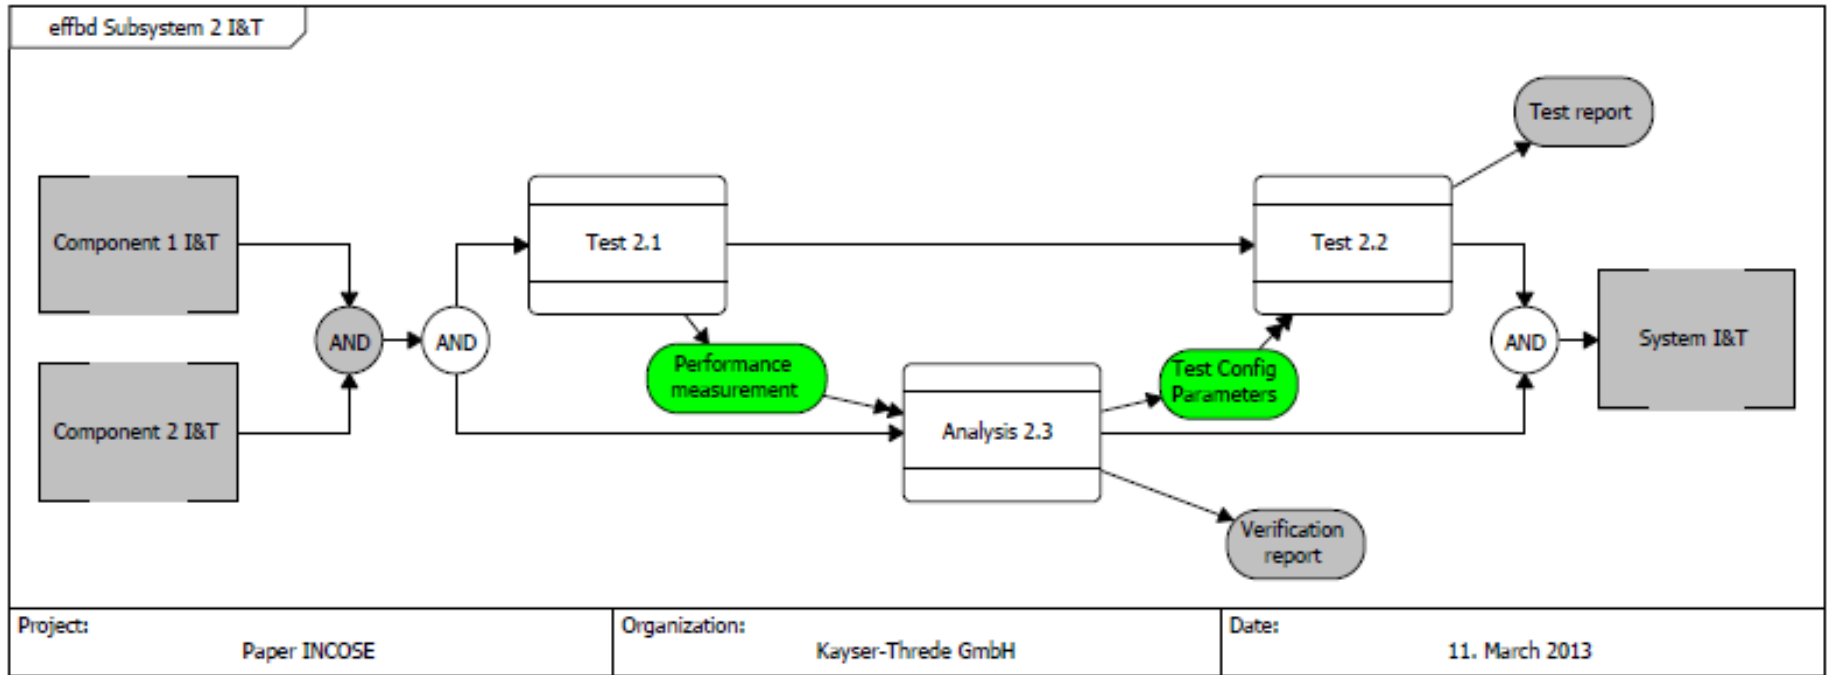 effbd Subsystem 2 I&T
Test report
Component 1 I&T
Test 2.1
Test 2.2
AND
AND
AND
System I&T
Performance
measurement
Test Config
Parameters
Component 2 I&T
Analysis 2.3
Verification
report
Project:
Paper INCOSE
Organization:
Kayser-Threde GmbH
Date:
11. March 2013